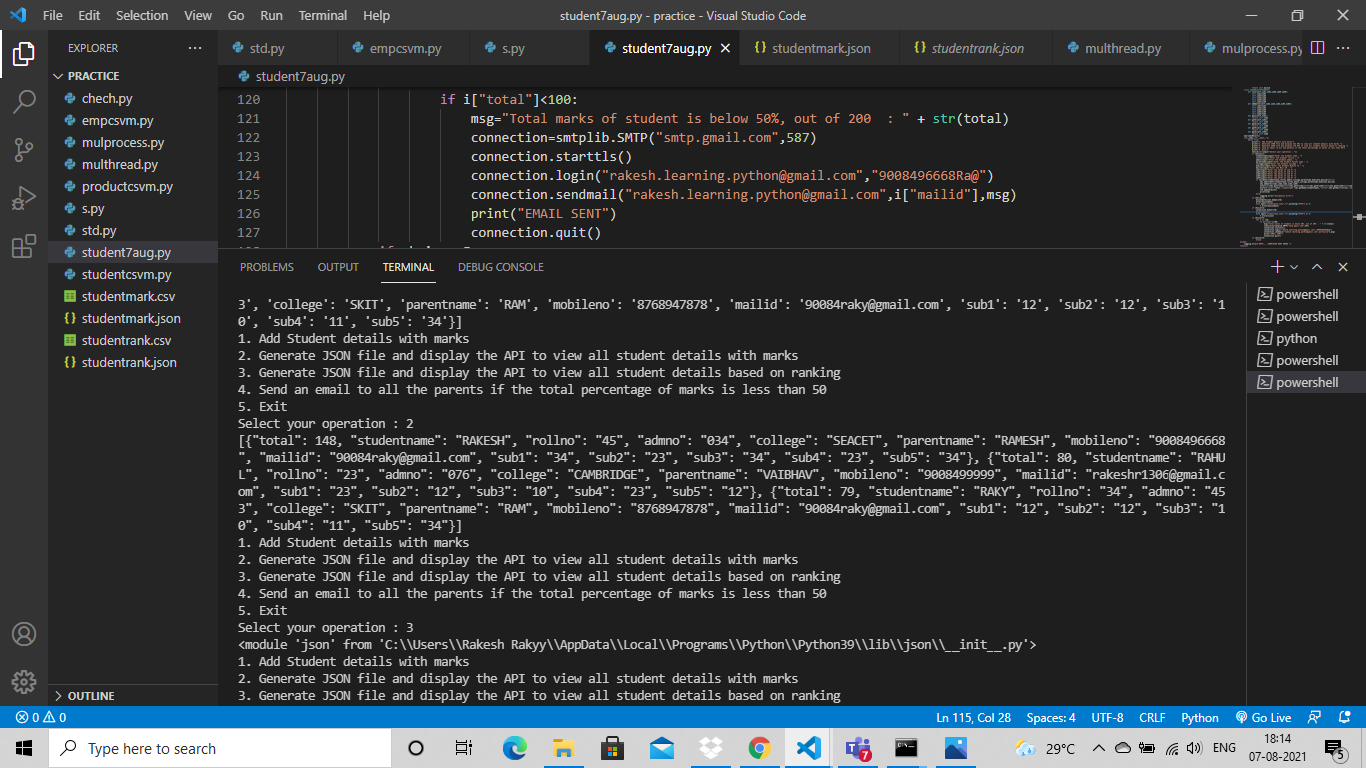 File Edit Selection View Go Run Terminal Help student7aug.py - practice - Visual Studio Code
EXPLORER
std.py empcsvm.py s.py student7aug.py studentmark.json studentrank.json multhread.py mulprocess.py
PRACTICE
chech.py
empcsvm.py
mulprocess.py
multhread.py
productcsvm.py
s.py
std.py
student7aug.py
studentcsvm.py
studentmark.csv
studentmark.json
studentrank.csv
studentrank.json
OUTLINE
student7aug.py
120 if i["total"]<100:
121 msg="Total marks of student is below 50%, out of 200 : " + str(total)
122 connection=smtplib.SMTP("smtp.gmail.com",587)
123 connection.starttls()
124 connection.login("rakesh.learning.python@gmail.com","9008496668Ra@")
125 connection.sendmail("rakesh.learning.python@gmail.com",i["mailid"],msg)
126 print("EMAIL SENT")
127 connection.quit()
PROBLEMS OUTPUT TERMINAL DEBUG CONSOLE
3', 'college': 'SKIT', 'parentname': 'RAM', 'mobileno': '8768947878', 'mailid': '90084raky@gmail.com', 'sub1': '12', 'sub2': '12', 'sub3': '1
0', 'sub4': '11', 'sub5': '34'}]
1. Add Student details with marks
2. Generate JSON file and display the API to view all student details with marks
3. Generate JSON file and display the API to view all student details based on ranking
4. Send an email to all the parents if the total percentage of marks is less than 50
5. Exit
Select your operation : 2
[{"total": 148, "studentname": "RAKESH", "rollno": "45", "admno": "034", "college": "SEACET", "parentname": "RAMESH", "mobileno": "9008496668
", "mailid": "90084raky@gmail.com", "sub1": "34", "sub2": "23", "sub3": "34", "sub4": "23", "sub5": "34"}, {"total": 80, "studentname": "RAHU
L", "rollno": "23", "admno": "076", "college": "CAMBRIDGE", "parentname": "VAIBHAV", "mobileno": "9008499999", "mailid": "rakeshr1306@gmail.c
om", "sub1": "23", "sub2": "12", "sub3": "10", "sub4": "23", "sub5": "12"}, {"total": 79, "studentname": "RAKY", "rollno": "34", "admno": "45
3", "college": "SKIT", "parentname": "RAM", "mobileno": "8768947878", "mailid": "90084raky@gmail.com", "sub1": "12", "sub2": "12", "sub3": "1
0", "sub4": "11", "sub5": "34"}]
1. Add Student details with marks
2. Generate JSON file and display the API to view all student details with marks
3. Generate JSON file and display the API to view all student details based on ranking
4. Send an email to all the parents if the total percentage of marks is less than 50
5. Exit
Select your operation : 3
<module 'json' from 'C:\\Users\\Rakesh Rakyy\\AppData\\Local\\Programs\\Python\\Python39\\lib\\json\\__init__.py'>
1. Add Student details with marks
2. Generate JSON file and display the API to view all student details with marks
3. Generate JSON file and display the API to view all student details based on ranking
powershell
powershell
python
powershell
powershell
0 0 Ln 115, Col 28 Spaces: 4 UTF-8 CRLF Python Go Live
Type here to search 7 29°C ENG 18:14
07-08-2021 5